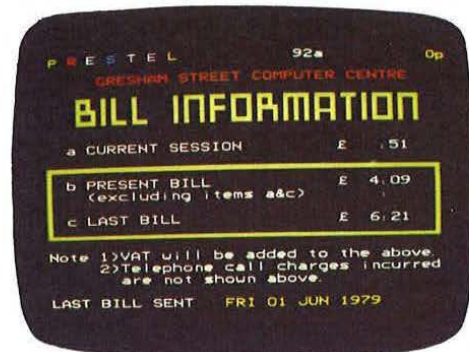 PRESTEL 92a 0p
GRESHAM STREET COMPUTER CENTRE
BILL INFORMATION
a CURRENT SESSION £ .51
b PRESENT BILL £ 4.09
(excluding items a&c)
c LAST BILL £ 6.21
Note 1)VAT will be added to the above.
2)Telephone call charges incurred
are not shown above.
LAST BILL SENT FRI 01 JUN 1979